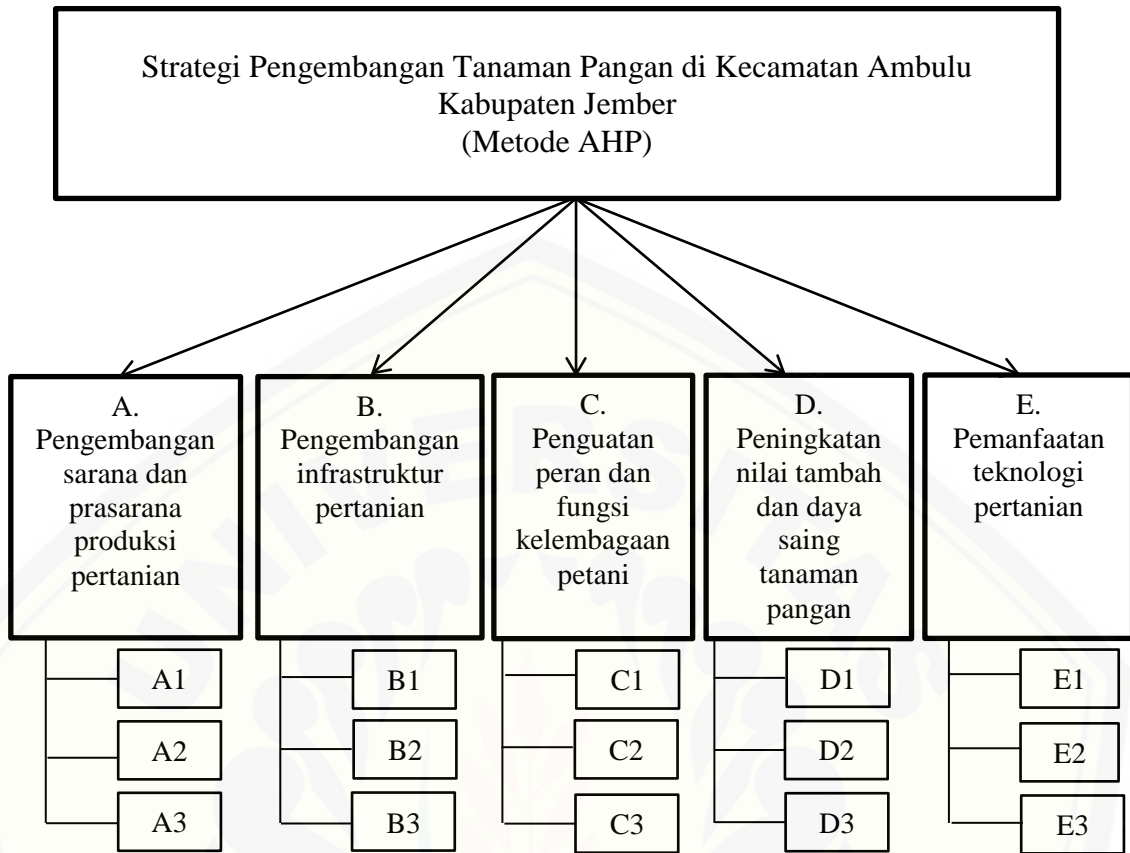 Strategi Pengembangan Tanaman Pangan di Kecamatan Ambulu
Kabupaten Jember
(Metode AHP)
A.
Pengembangan
sarana dan
prasarana
produksi
pertanian
B.
Pengembangan
infrastruktur
pertanian
C.
Penguatan
peran dan
fungsi
kelembagaan
petani
D.
Peningkatan
nilai tambah
dan daya
saing
tanaman
pangan
E.
Pemanfaatan
teknologi
pertanian
A1
A2
A3
B1
B2
B3
C1
C2
C3
D1
D2
D3
E1
E2
E3
UNIVERSITAS